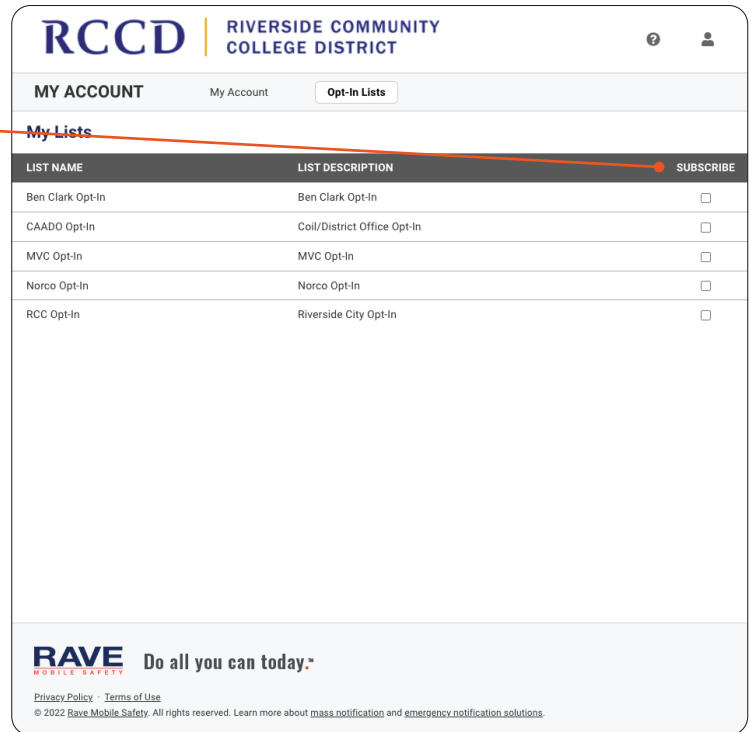 RCCD RIVERSIDE COMMUNITY
COLLEGE DISTRICT
MY ACCOUNT My Account Opt-In Lists
My Lists
LIST NAME LIST DESCRIPTION SUBSCRIBE
Ben Clark Opt-In Ben Clark Opt-In
CAADO Opt-In Coil/District Office Opt-In
MVC Opt-In MVC Opt-In
Norco Opt-In Norco Opt-In
RCC Opt-In Riverside City Opt-In
RAVE Do all you can today.™
MOBILE SAFETY
Privacy Policy · Terms of Use
© 2022 Rave Mobile Safety. All rights reserved. Learn more about mass notification and emergency notification solutions.